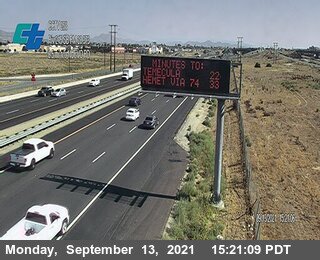 MINUTES TO:
TEMECULA 22
HEMET VIA 74 33
Monday, September 13, 2021 15:21:09 PDT